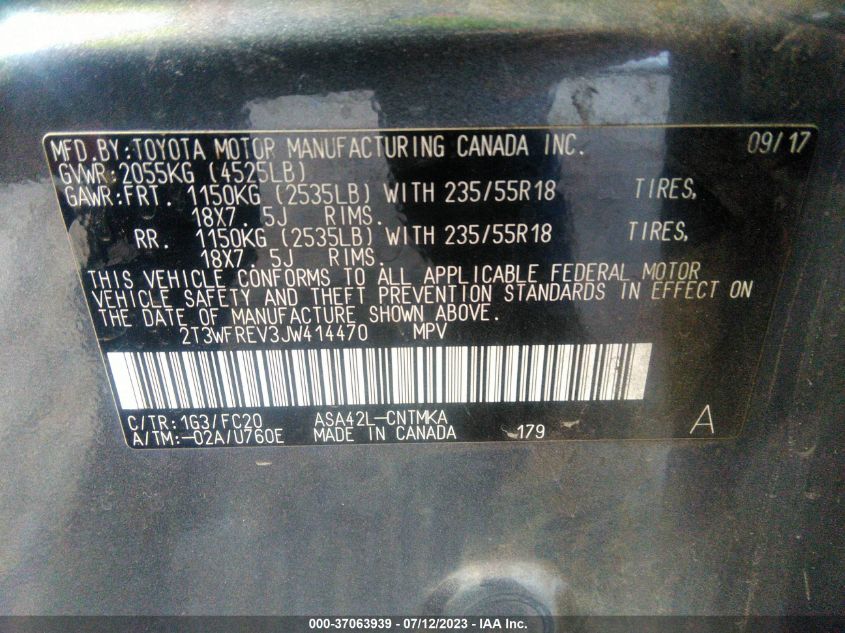 MFD.BY:TOYOTA MOTOR MANUFACTURING CANADA INC. 09/17
GVWR:2055KG (4525LB)
GAWR:FRT. 1150KG (2535LB) WITH 235/55R18 TIRES,
18X7. 5J RIMS.
RR. 1150KG (2535LB) WITH 235/55R18 TIRES,
18X7. 5J RIMS.
THIS VEHICLE CONFORMS TO ALL APPLICABLE FEDERAL MOTOR
VEHICLE SAFETY AND THEFT PREVENTION STANDARDS IN EFFECT ON
THE DATE OF MANUFACTURE SHOWN ABOVE.
2T3WFREV3JW414470 MPV
C/TR:1G3/FC20 ASA42L-CNTMKA
A/TM:-02A/U760E MADE IN CANADA 179 A
000-37063939 - 07/12/2023 - IAA Inc.